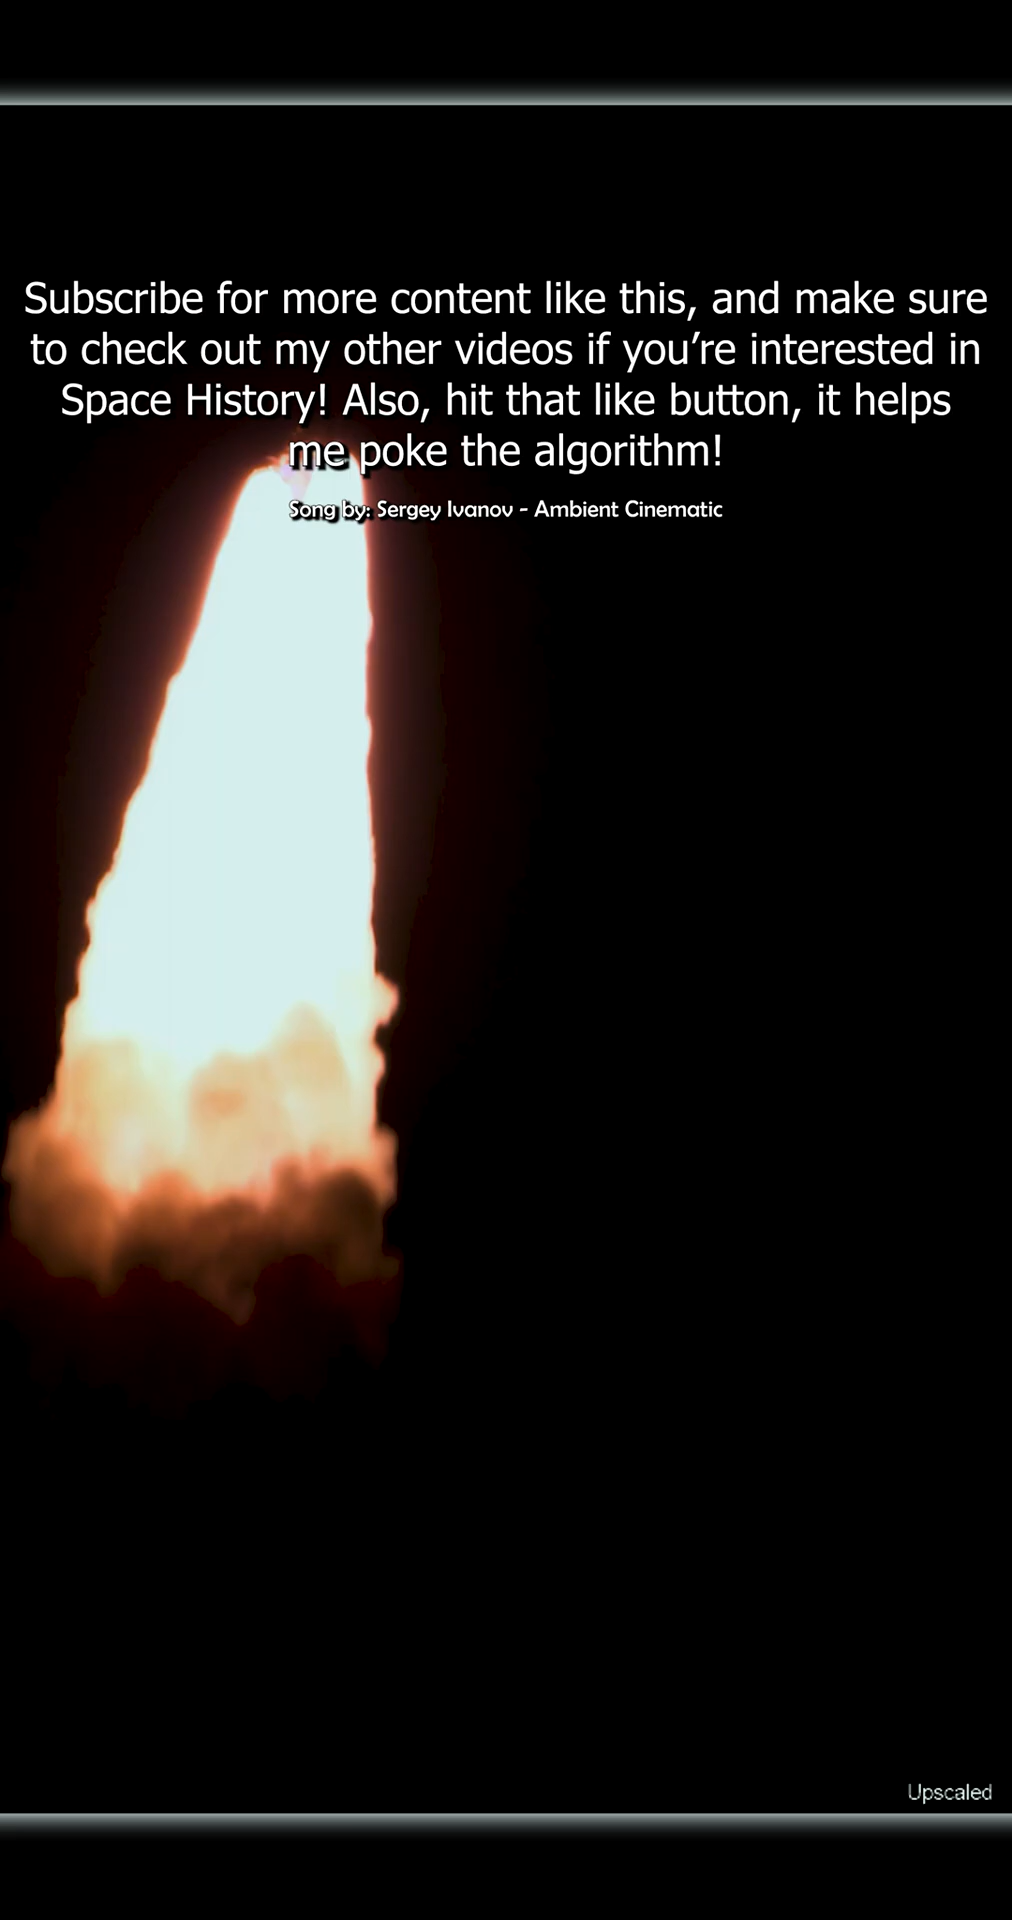 Subscribe for more content like this, and make sure
to check out my other videos if you’re interested in
Space History! Also, hit that like button, it helps
me poke the algorithm!
Song by: Sergey Ivanov - Ambient Cinematic
Upscaled